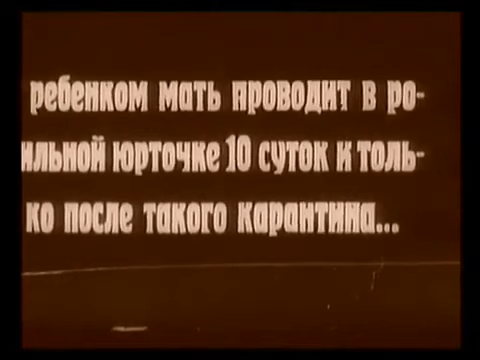 ребенком мать проводит в ро-
ильной юрточке 10 суток и толь-
ко после такого карантина...